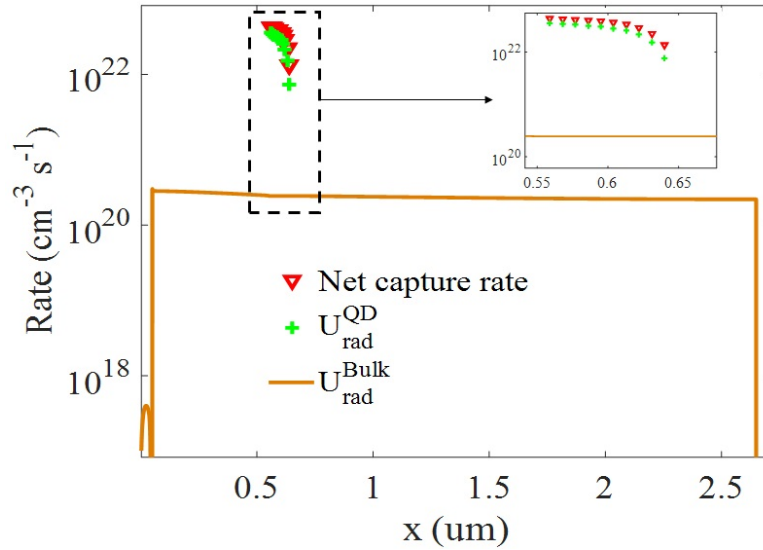 10^22
10^20
10^18
Rate (cm^-3 s^-1)
0.5 1 1.5 2 2.5
x (um)
Net capture rate
U_rad^QD
U_rad^Bulk
10^22
10^20
0.55 0.6 0.65